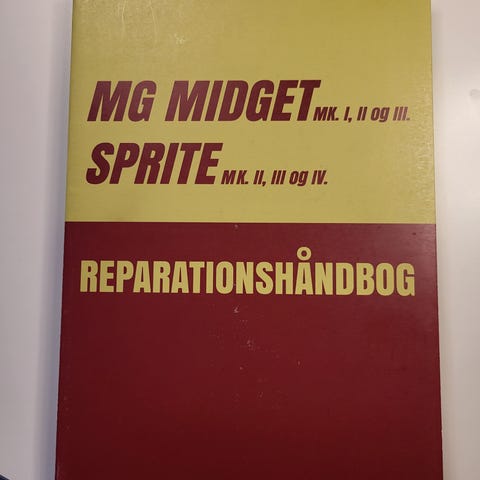 MG MIDGET MK. I, II og III.
SPRITE MK. II, III og IV.
REPARATIONSHÅNDBOG